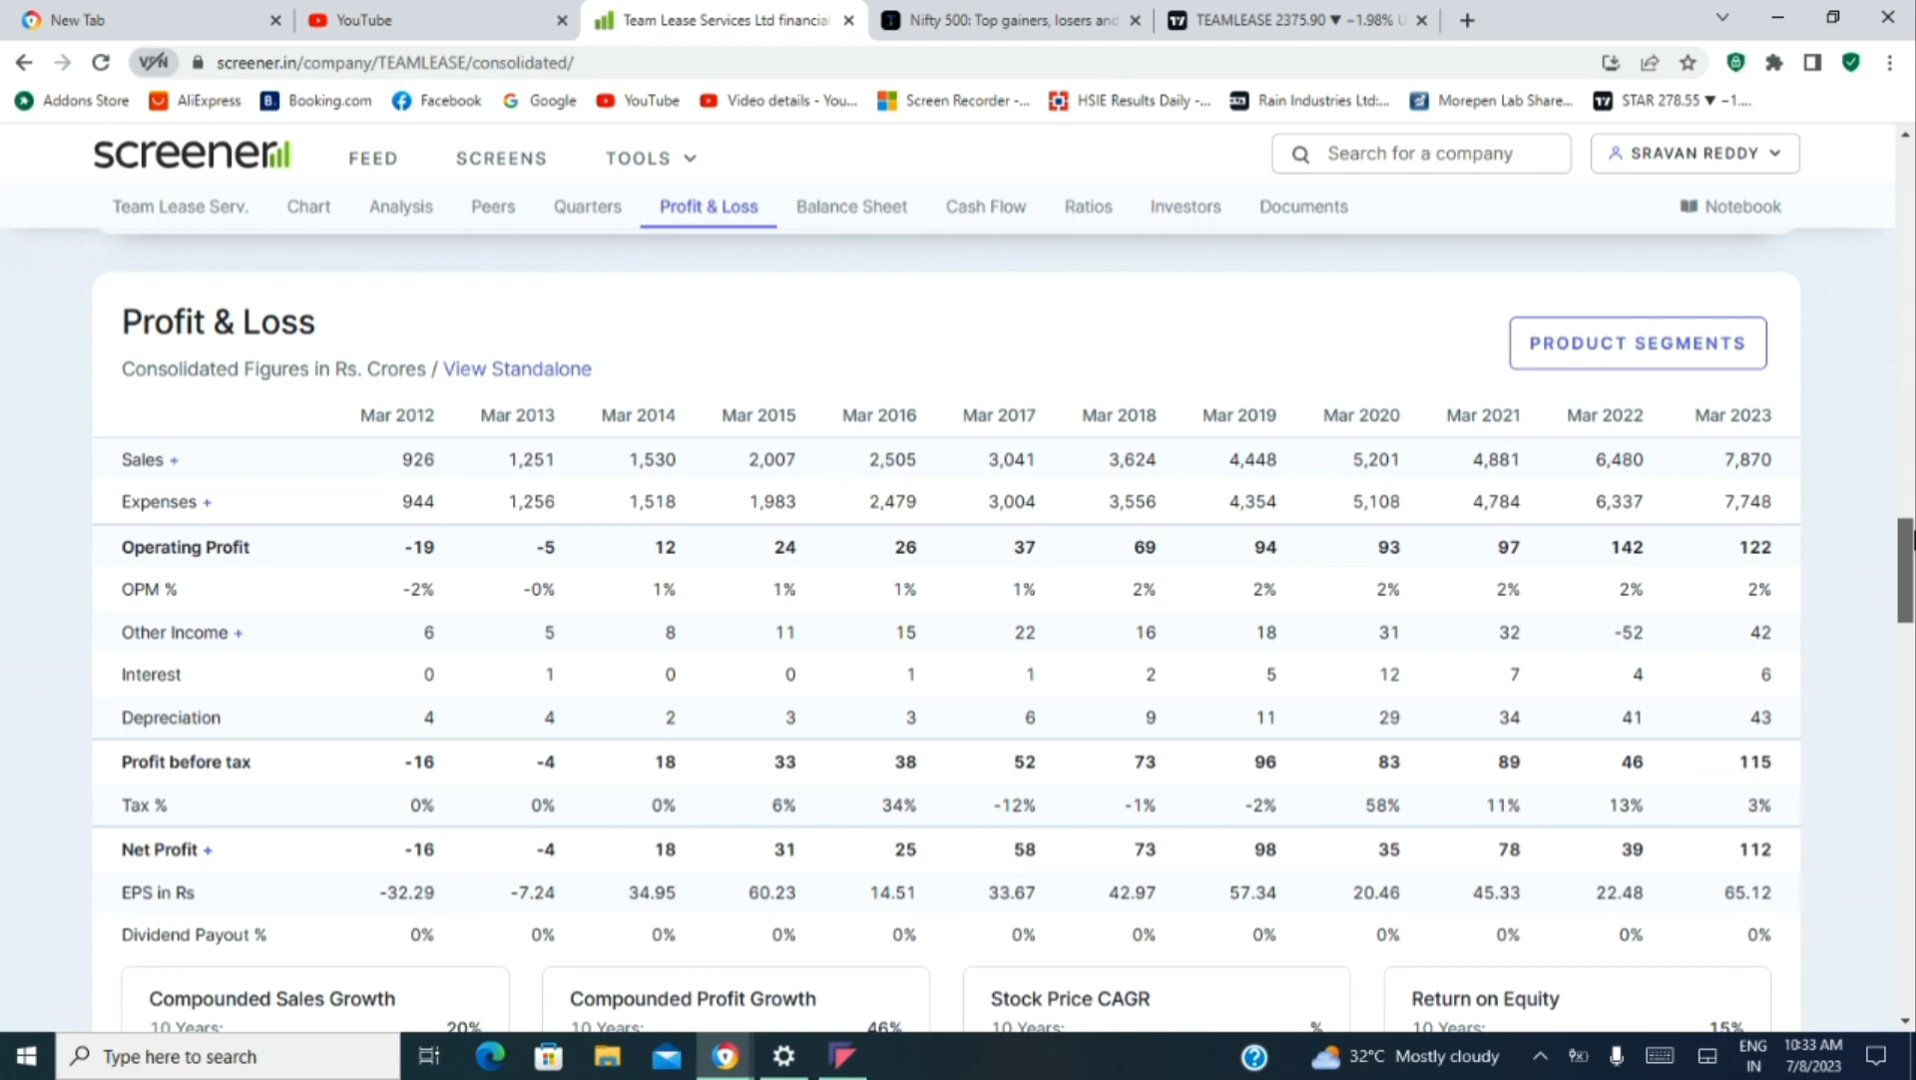 New Tab YouTube Team Lease Services Ltd financial Nifty 500: Top gainers, losers and TEAMLEASE 2375.90 ▼ −1.98% U
VPN screener.in/company/TEAMLEASE/consolidated/
Addons Store AliExpress Booking.com Facebook Google YouTube Video details - You... Screen Recorder -... HSIE Results Daily -... Rain Industries Ltd:... Morepen Lab Share... STAR 278.55 ▼ −1....
screener FEED SCREENS TOOLS Search for a company SRAVAN REDDY
Team Lease Serv. Chart Analysis Peers Quarters Profit & Loss Balance Sheet Cash Flow Ratios Investors Documents Notebook
Profit & Loss
PRODUCT SEGMENTS
Consolidated Figures in Rs. Crores / View Standalone
Mar 2012 Mar 2013 Mar 2014 Mar 2015 Mar 2016 Mar 2017 Mar 2018 Mar 2019 Mar 2020 Mar 2021 Mar 2022 Mar 2023
Sales + 926 1,251 1,530 2,007 2,505 3,041 3,624 4,448 5,201 4,881 6,480 7,870
Expenses + 944 1,256 1,518 1,983 2,479 3,004 3,556 4,354 5,108 4,784 6,337 7,748
Operating Profit -19 -5 12 24 26 37 69 94 93 97 142 122
OPM % -2% -0% 1% 1% 1% 1% 2% 2% 2% 2% 2% 2%
Other Income + 6 5 8 11 15 22 16 18 31 32 -52 42
Interest 0 1 0 0 1 1 2 5 12 7 4 6
Depreciation 4 4 2 3 3 6 9 11 29 34 41 43
Profit before tax -16 -4 18 33 38 52 73 96 83 89 46 115
Tax % 0% 0% 0% 6% 34% -12% -1% -2% 58% 11% 13% 3%
Net Profit + -16 -4 18 31 25 58 73 98 35 78 39 112
EPS in Rs -32.29 -7.24 34.95 60.23 14.51 33.67 42.97 57.34 20.46 45.33 22.48 65.12
Dividend Payout % 0% 0% 0% 0% 0% 0% 0% 0% 0% 0% 0% 0%
Compounded Sales Growth Compounded Profit Growth Stock Price CAGR Return on Equity
10 Years: 20% 10 Years: 46% 10 Years: % 10 Years: 15%
Type here to search 32°C Mostly cloudy ENG 10:33 AM
IN 7/8/2023